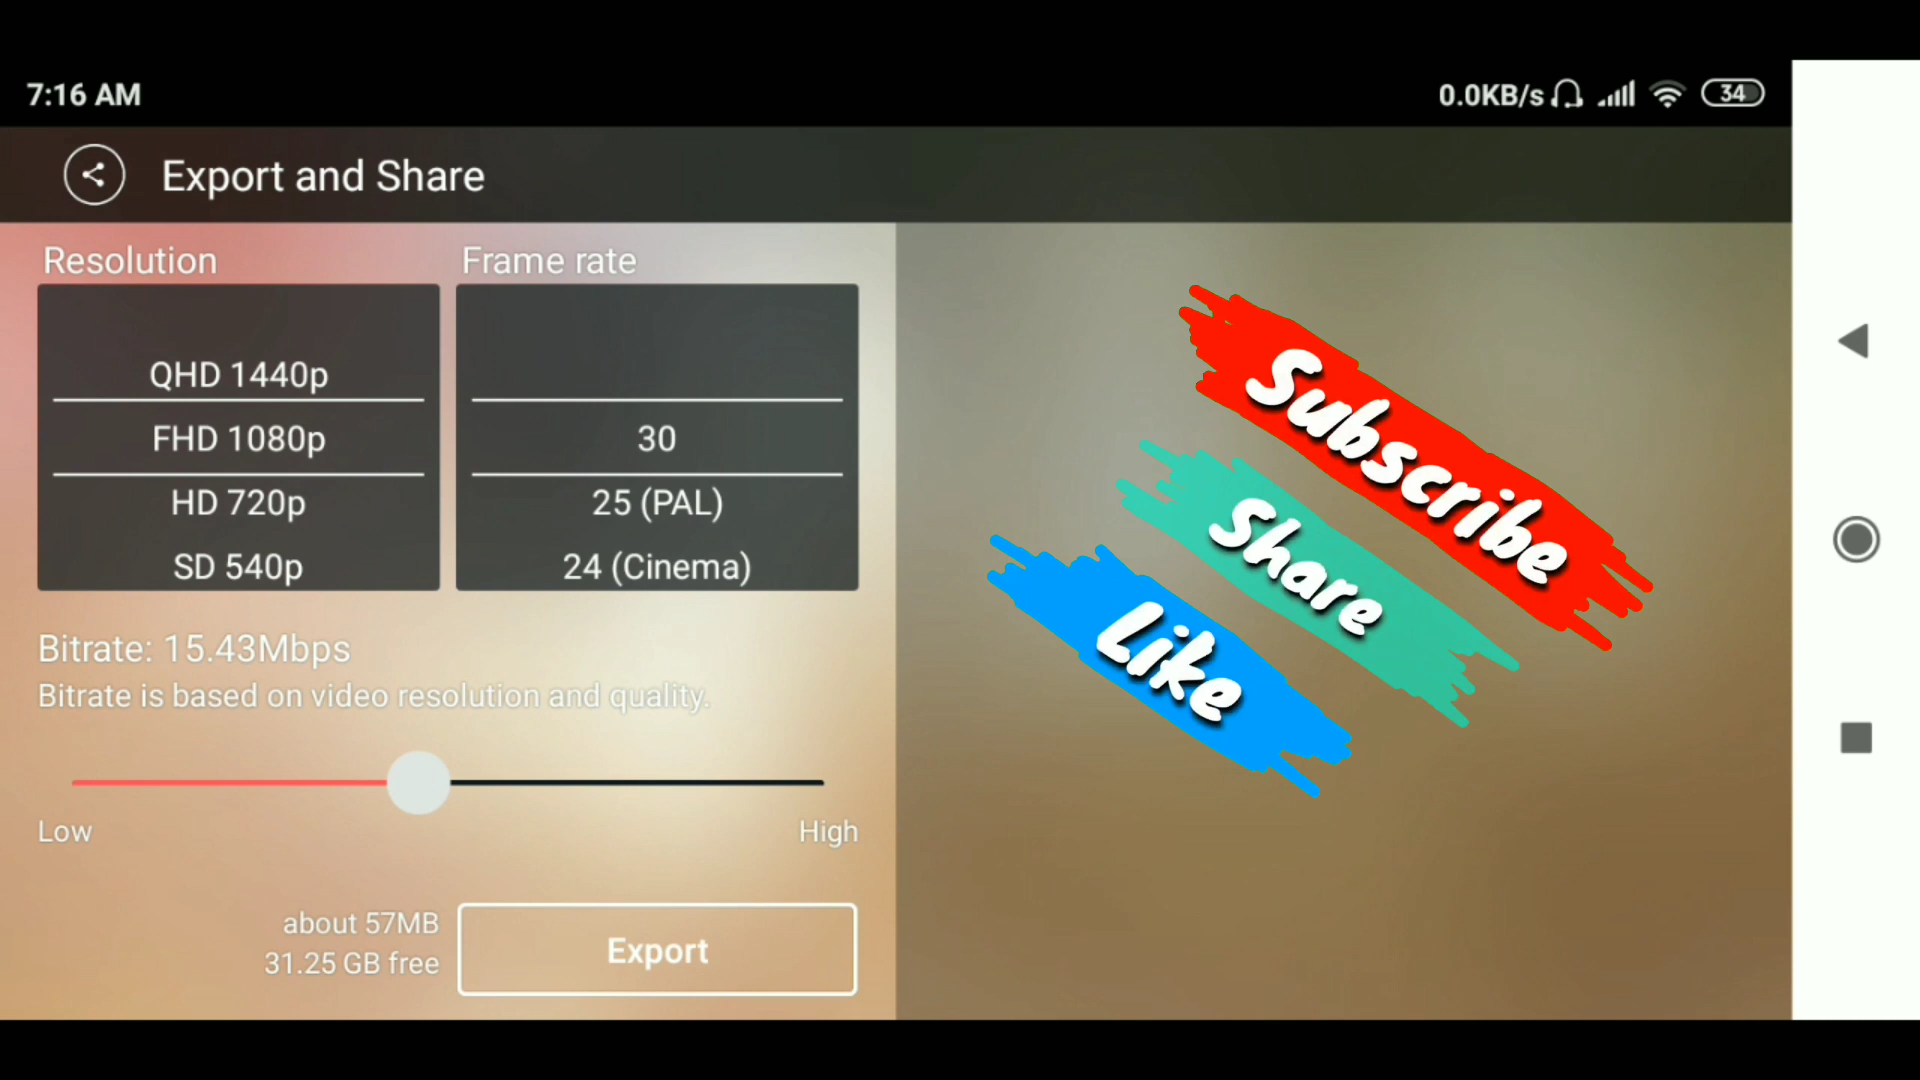 7:16 AM
0.0KB/s 34
Export and Share
Resolution
Frame rate
QHD 1440p
FHD 1080p
HD 720p
SD 540p
30
25 (PAL)
24 (Cinema)
Bitrate: 15.43Mbps
Bitrate is based on video resolution and quality.
Low
High
about 57MB
31.25 GB free
Export
Subscribe
Share
Like